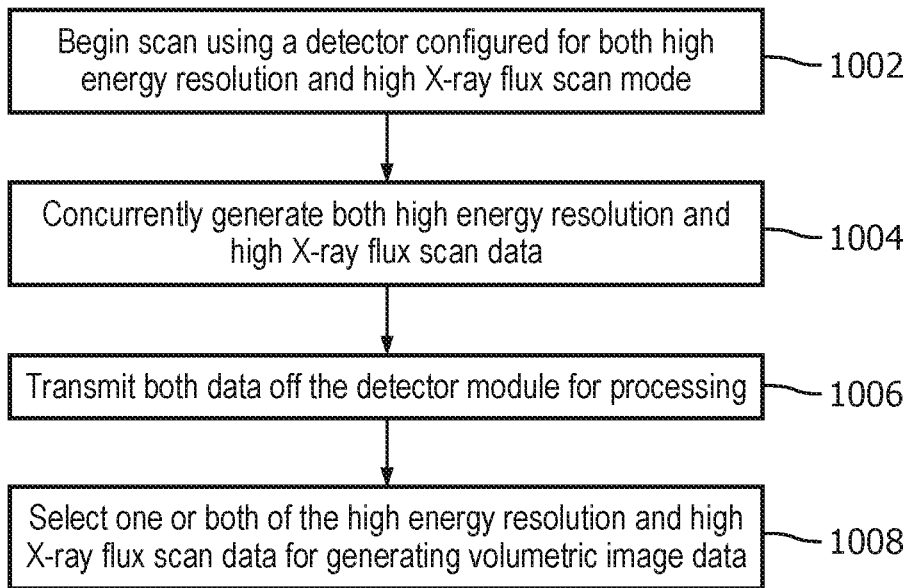 Begin scan using a detector configured for both high
energy resolution and high X-ray flux scan mode
1002
Concurrently generate both high energy resolution and
high X-ray flux scan data
1004
Transmit both data off the detector module for processing
1006
Select one or both of the high energy resolution and high
X-ray flux scan data for generating volumetric image data
1008